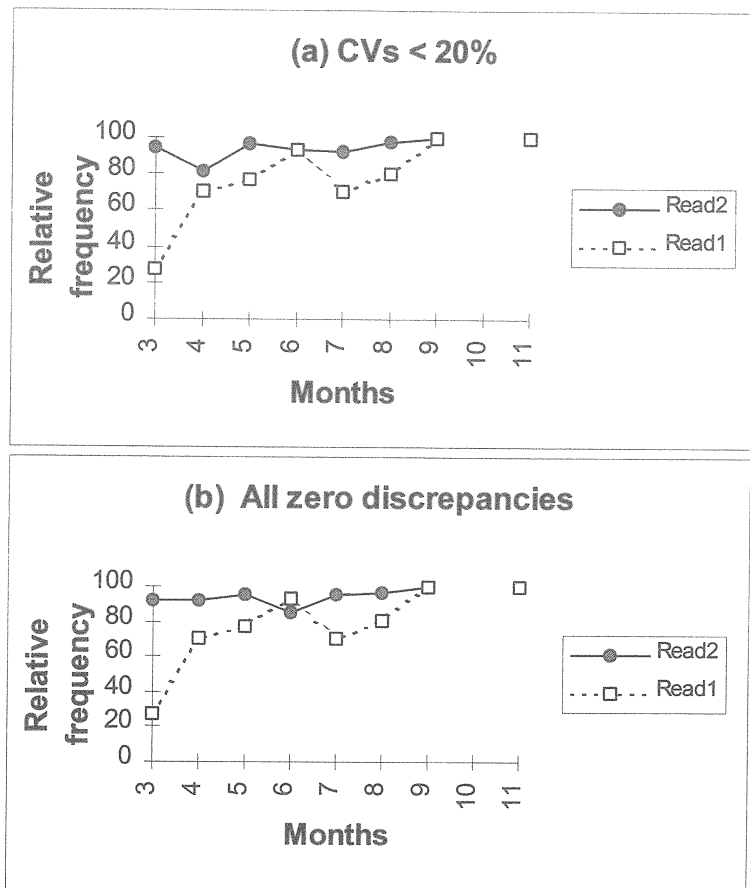 (a) CVs < 20%
Relative
frequency
100
80
60
40
20
0
3
4
5
6
7
8
9
10
11
Months
Read2
Read1
(b) All zero discrepancies
Relative
frequency
100
80
60
40
20
0
3
4
5
6
7
8
9
10
11
Months
Read2
Read1